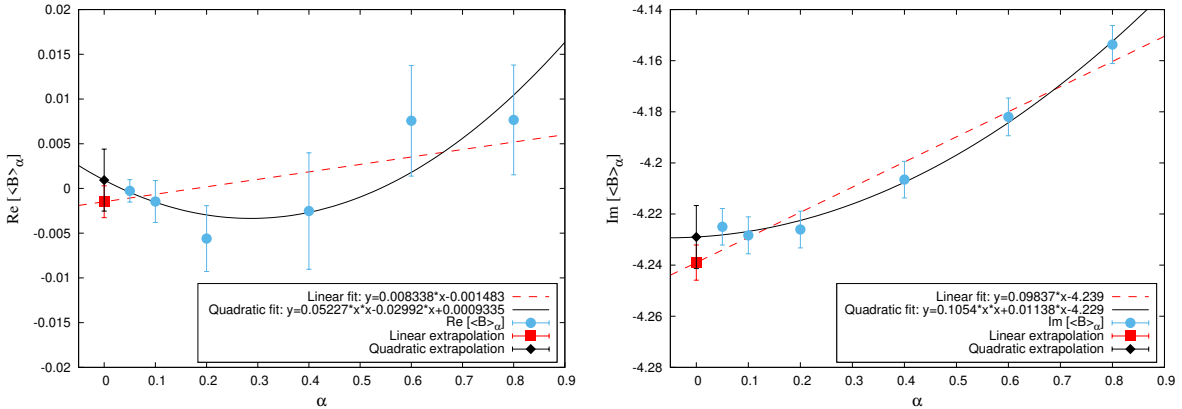 0.02
0.015
0.01
0.005
0
-0.005
-0.01
-0.015
-0.02
Re [<B>α]
Linear fit: y=0.008338*x-0.001483
Quadratic fit: y=0.05227*x*x-0.02992*x+0.0009335
Re [<B>α]
Linear extrapolation
Quadratic extrapolation
0 0.1 0.2 0.3 0.4 0.5 0.6 0.7 0.8 0.9
α
-4.14
-4.16
-4.18
-4.2
-4.22
-4.24
-4.26
-4.28
Im [<B>α]
Linear fit: y=0.09837*x-4.239
Quadratic fit: y=0.1054*x*x+0.01138*x-4.229
Im [<B>α]
Linear extrapolation
Quadratic extrapolation
0 0.1 0.2 0.3 0.4 0.5 0.6 0.7 0.8 0.9
α